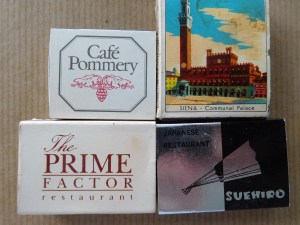 Café
Pommery
SIENA - Communal Palace
The
PRIME
FACTOR
restaurant
JAPANESE
RESTAURANT
SUEHIRO